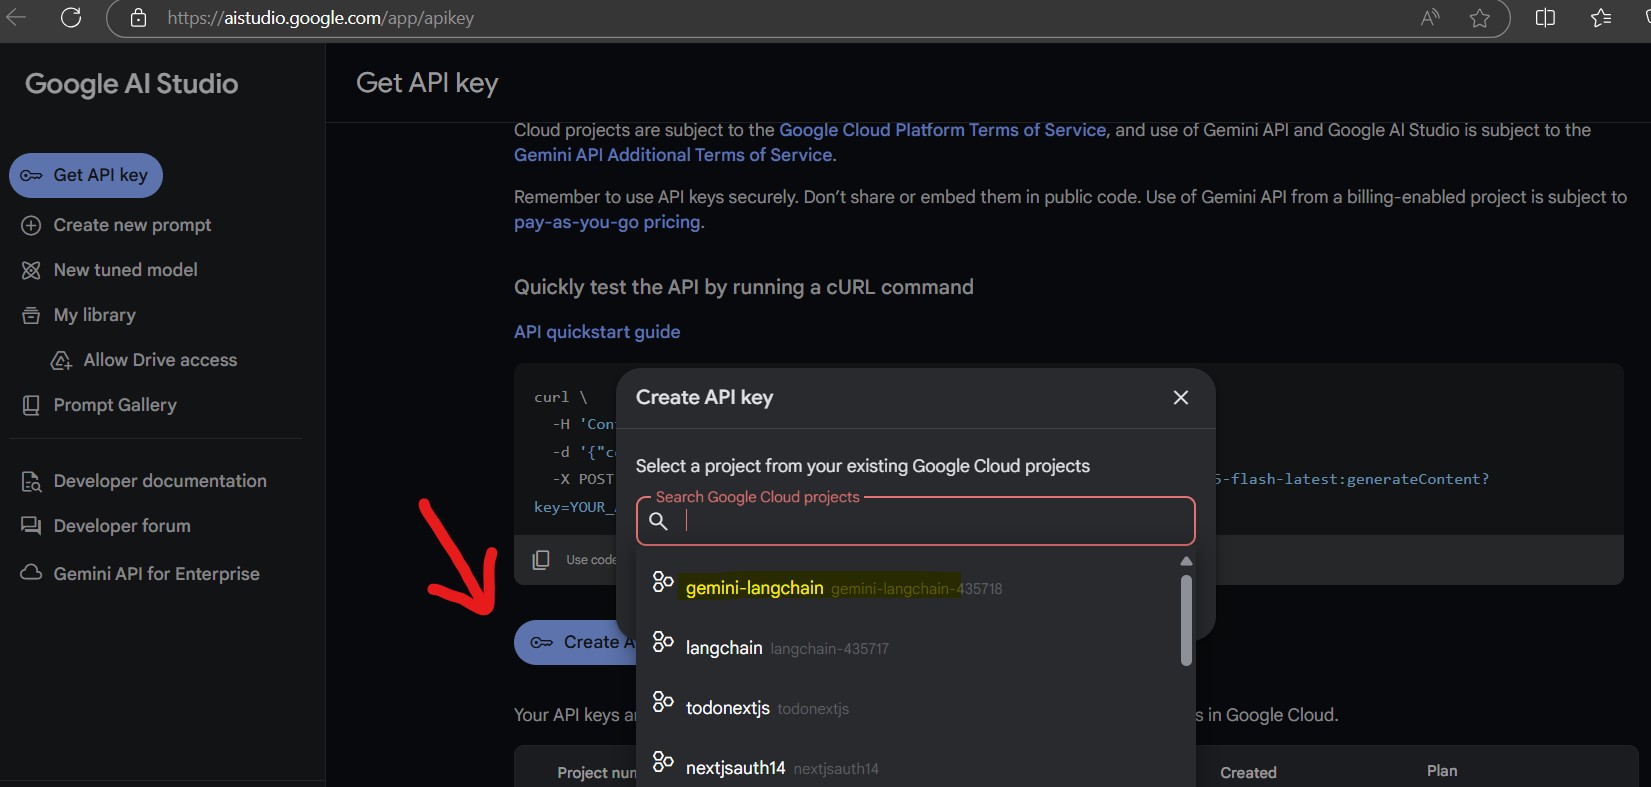 https://aistudio.google.com/app/apikey
Google AI Studio
Get API key
Get API key
Create new prompt
New tuned model
My library
Allow Drive access
Prompt Gallery
Developer documentation
Developer forum
Gemini API for Enterprise
Cloud projects are subject to the Google Cloud Platform Terms of Service, and use of Gemini API and Google AI Studio is subject to the
Gemini API Additional Terms of Service.
Remember to use API keys securely. Don’t share or embed them in public code. Use of Gemini API from a billing-enabled project is subject to
pay-as-you-go pricing.
Quickly test the API by running a cURL command
API quickstart guide
curl \
-H 'Con
-d '{"c
-X POST 5-flash-latest:generateContent?
key=YOUR_
Use code
Create A
Your API keys a s in Google Cloud.
Project num Created Plan
Create API key
Select a project from your existing Google Cloud projects
Search Google Cloud projects
gemini-langchain gemini-langchain-435718
langchain langchain-435717
todonextjs todonextjs
nextjsauth14 nextjsauth14